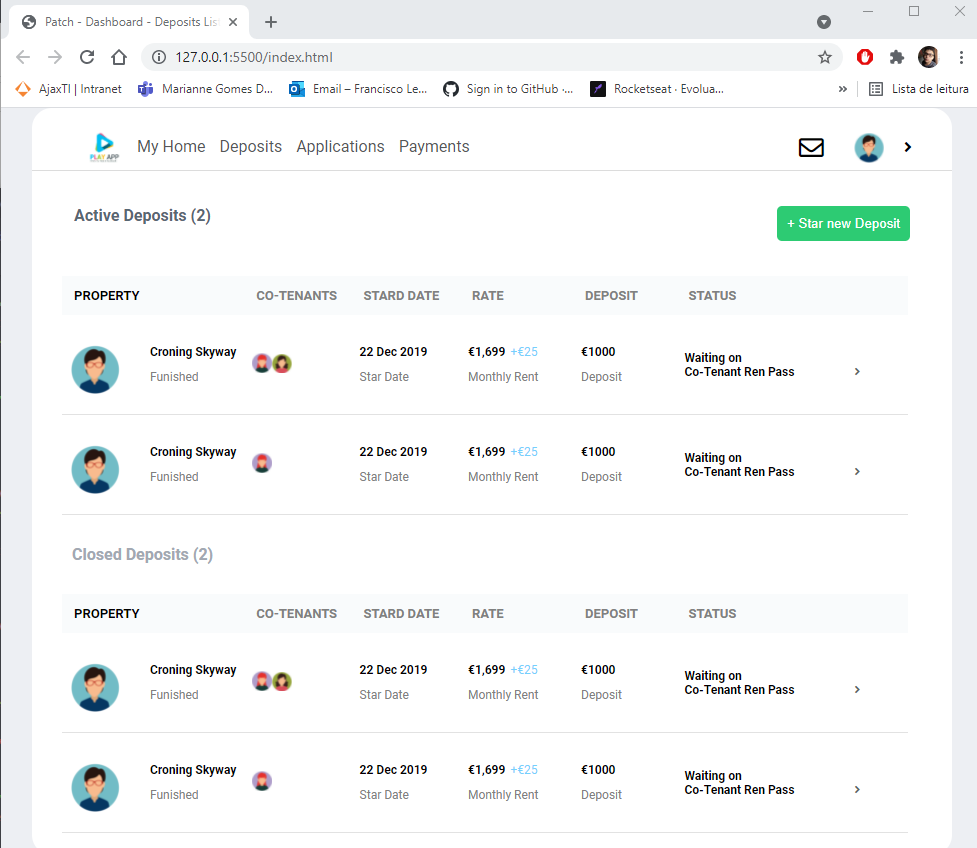 Patch - Dashboard - Deposits Lis
127.0.0.1:5500/index.html
AjaxTI | Intranet Marianne Gomes D... Email – Francisco Le... Sign in to GitHub ·... Rocketseat · Evolua... » Lista de leitura
PLAY APP My Home Deposits Applications Payments
Active Deposits (2)
+ Star new Deposit
PROPERTY CO-TENANTS STARD DATE RATE DEPOSIT STATUS
Croning Skyway 22 Dec 2019 €1,699 +€25 €1000 Waiting on
Funished Star Date Monthly Rent Deposit Co-Tenant Ren Pass
Croning Skyway 22 Dec 2019 €1,699 +€25 €1000 Waiting on
Funished Star Date Monthly Rent Deposit Co-Tenant Ren Pass
Closed Deposits (2)
PROPERTY CO-TENANTS STARD DATE RATE DEPOSIT STATUS
Croning Skyway 22 Dec 2019 €1,699 +€25 €1000 Waiting on
Funished Star Date Monthly Rent Deposit Co-Tenant Ren Pass
Croning Skyway 22 Dec 2019 €1,699 +€25 €1000 Waiting on
Funished Star Date Monthly Rent Deposit Co-Tenant Ren Pass